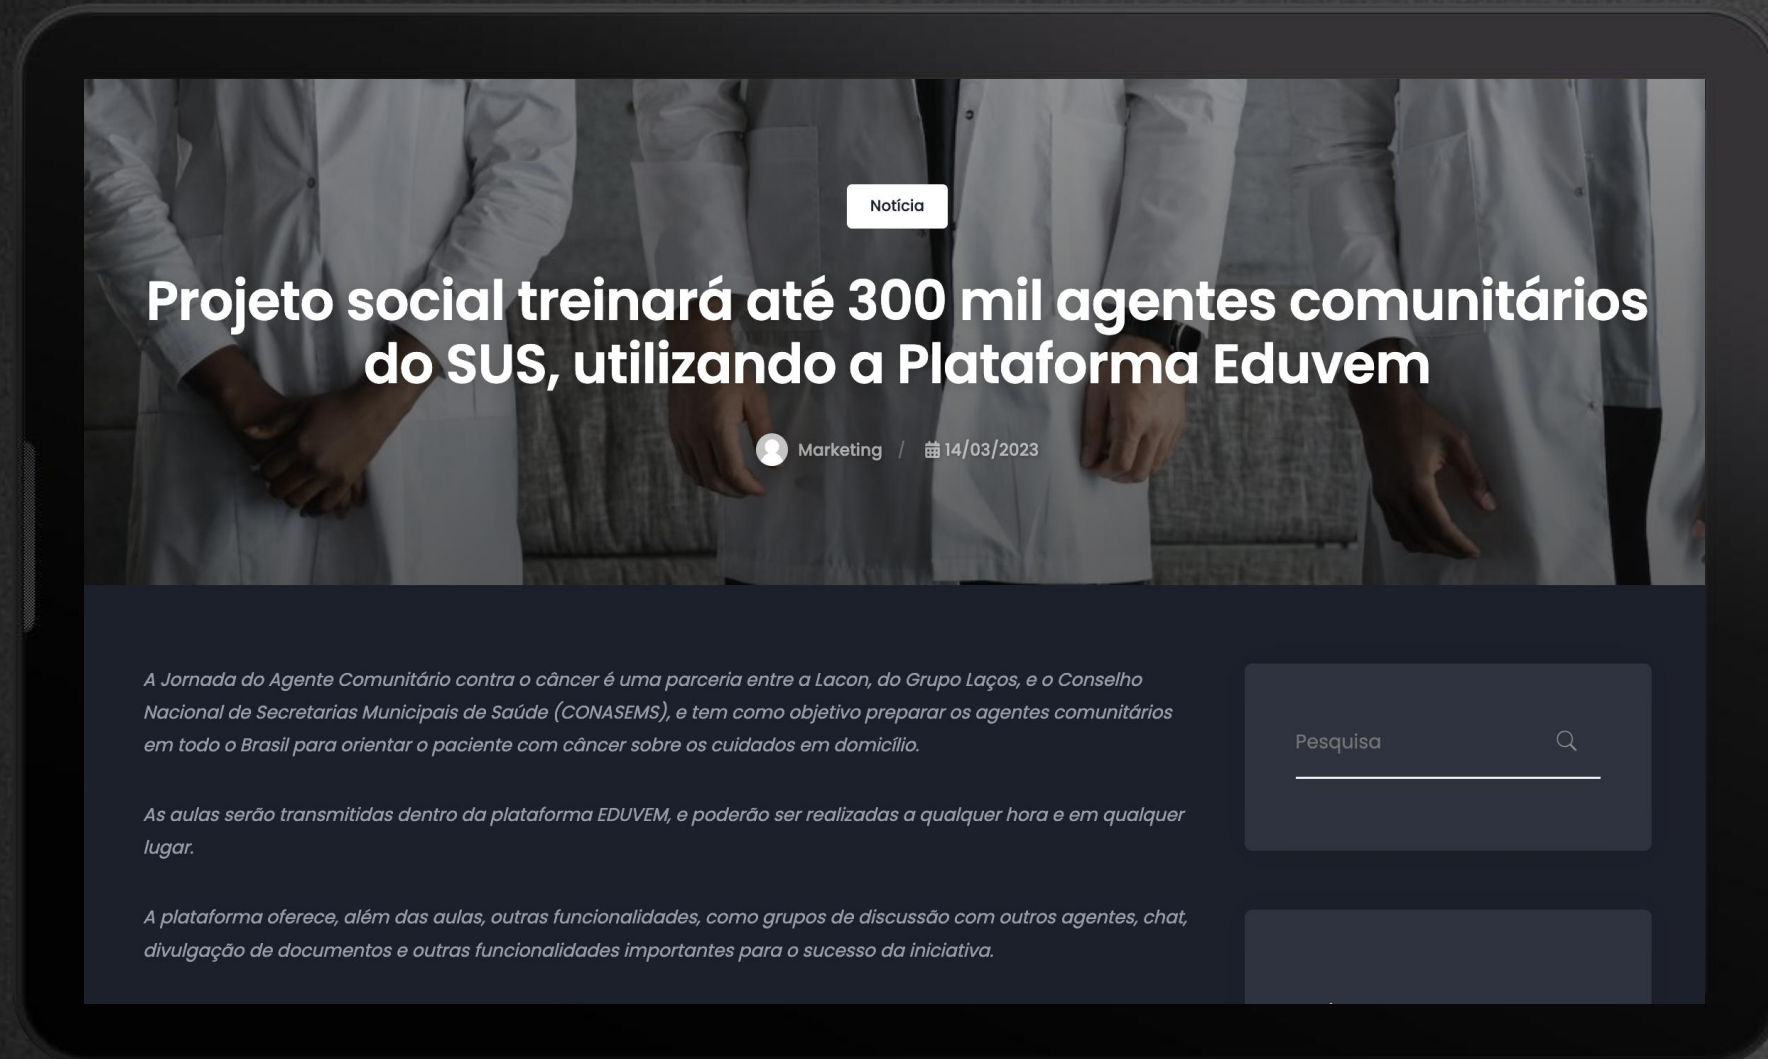 Notícia
Projeto social treinará até 300 mil agentes comunitários
do SUS, utilizando a Plataforma Eduvem
Marketing / 14/03/2023
A Jornada do Agente Comunitário contra o câncer é uma parceria entre a Lacon, do Grupo Laços, e o Conselho
Nacional de Secretarias Municipais de Saúde (CONASEMS), e tem como objetivo preparar os agentes comunitários
em todo o Brasil para orientar o paciente com câncer sobre os cuidados em domicílio.
Pesquisa
As aulas serão transmitidas dentro da plataforma EDUVEM, e poderão ser realizadas a qualquer hora e em qualquer
lugar.
A plataforma oferece, além das aulas, outras funcionalidades, como grupos de discussão com outros agentes, chat,
divulgação de documentos e outras funcionalidades importantes para o sucesso da iniciativa.